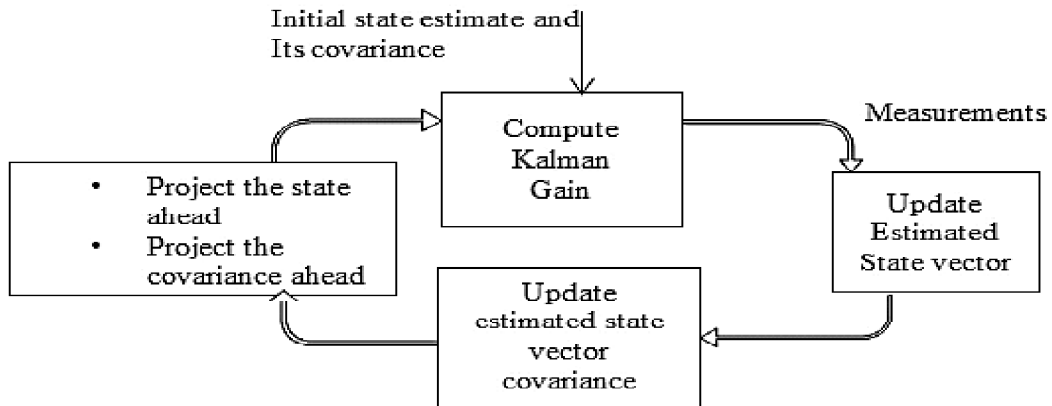 Initial state estimate and
Its covariance
Compute
Kalman
Gain
Measurements
• Project the state
ahead
• Project the
covariance ahead
Update
Estimated
State vector
Update
estimated state
vector
covariance